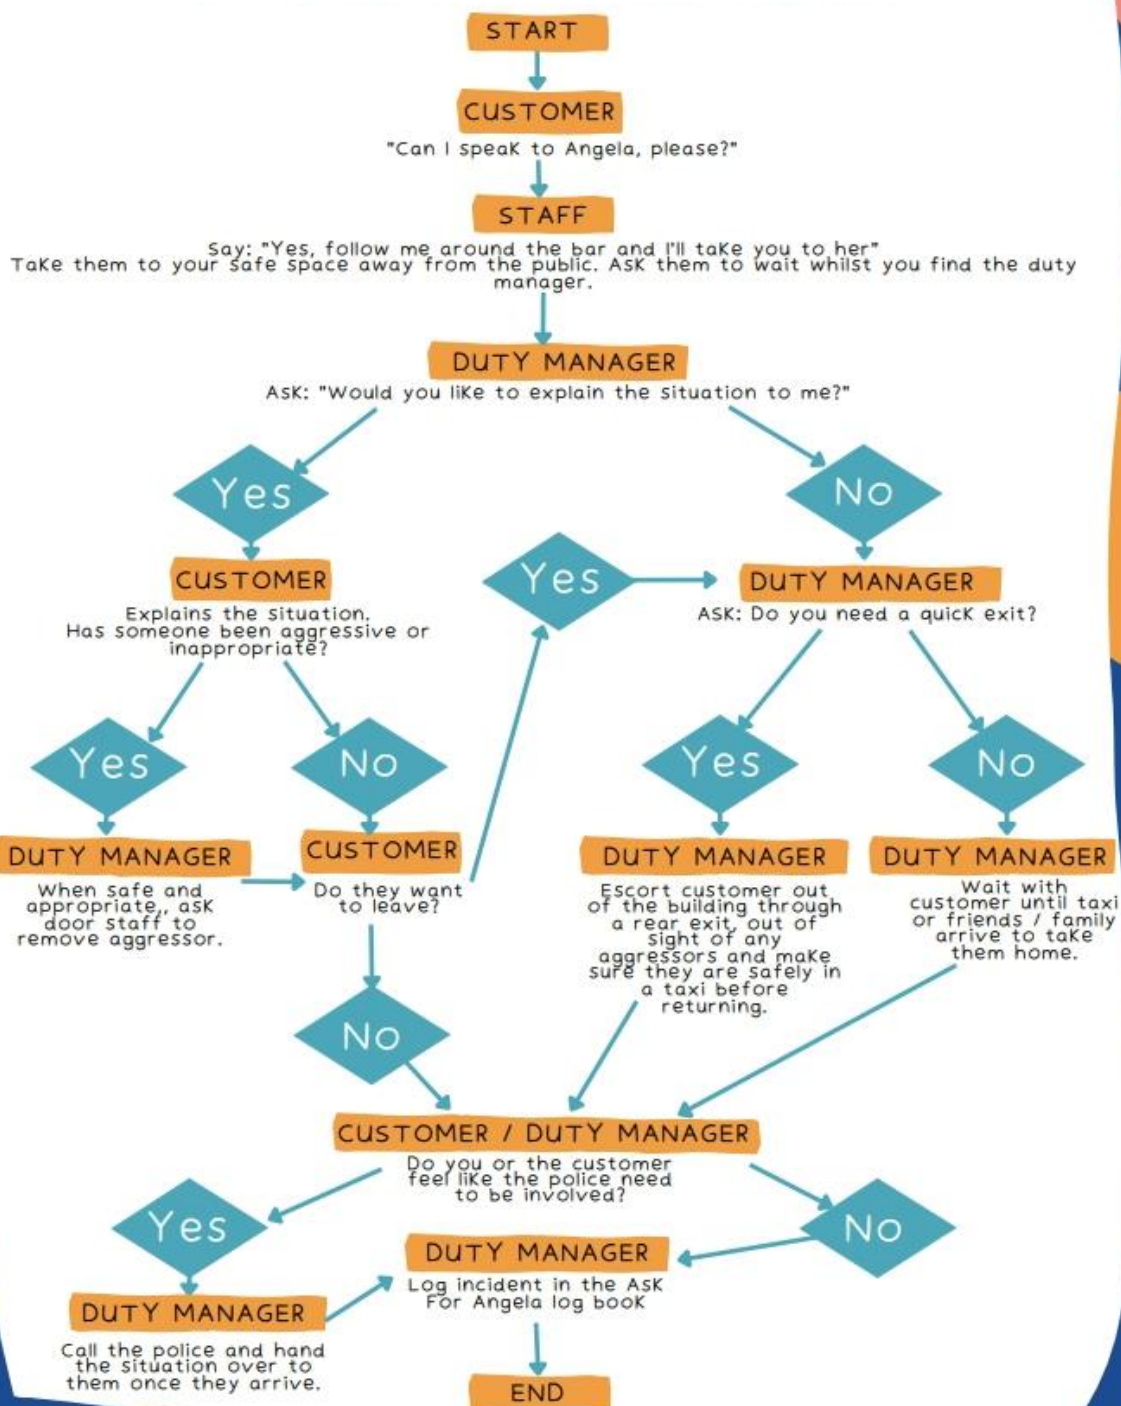 START
CUSTOMER
"Can I speak to Angela, please?"
STAFF
Say: "Yes, follow me around the bar and I'll take you to her"
Take them to your safe space away from the public. Ask them to wait whilst you find the duty
manager.
DUTY MANAGER
Ask: "Would you like to explain the situation to me?"
Yes
No
CUSTOMER
Explains the situation.
Has someone been aggressive or
inappropriate?
Yes
DUTY MANAGER
ASK: Do you need a quick exit?
Yes
No
Yes
No
DUTY MANAGER
When safe and
appropriate,, ask
door staff to
remove aggressor.
CUSTOMER
Do they want
to leave?
DUTY MANAGER
Escort customer out
of the building through
a rear exit, out of
sight of any
aggressors and make
sure they are safely in
a taxi before
returning.
DUTY MANAGER
Wait with
customer until taxi
or friends / family
arrive to take
them home.
No
CUSTOMER / DUTY MANAGER
Do you or the customer
feel like the police need
to be involved?
Yes
No
DUTY MANAGER
Log incident in the Ask
For Angela log book
DUTY MANAGER
Call the police and hand
the situation over to
them once they arrive.
END